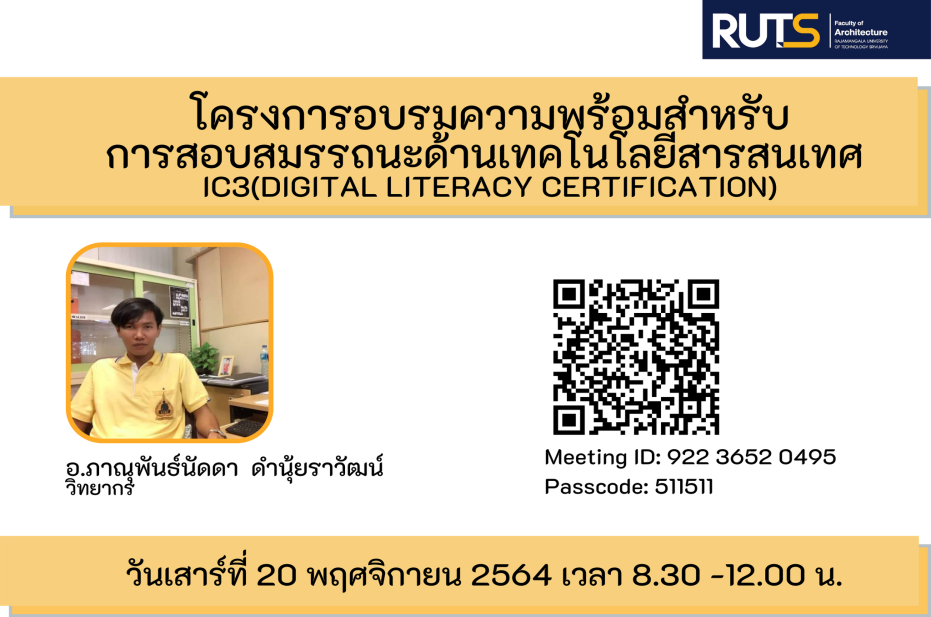 RUTS
Faculty of
Architecture
RAJAMANGALA UNIVERSITY
OF TECHNOLOGY SRIVIJAYA
โครงการอบรมความพร้อมสำหรับ
การสอบสมรรถนะด้านเทคโนโลยีสารสนเทศ
IC3(DIGITAL LITERACY CERTIFICATION)
อ.ภาณุพันธ์นัดดา ดำนุ้ยราวัฒน์
วิทยากร
Meeting ID: 922 3652 0495
Passcode: 511511
วันเสาร์ที่ 20 พฤศจิกายน 2564 เวลา 8.30 -12.00 น.